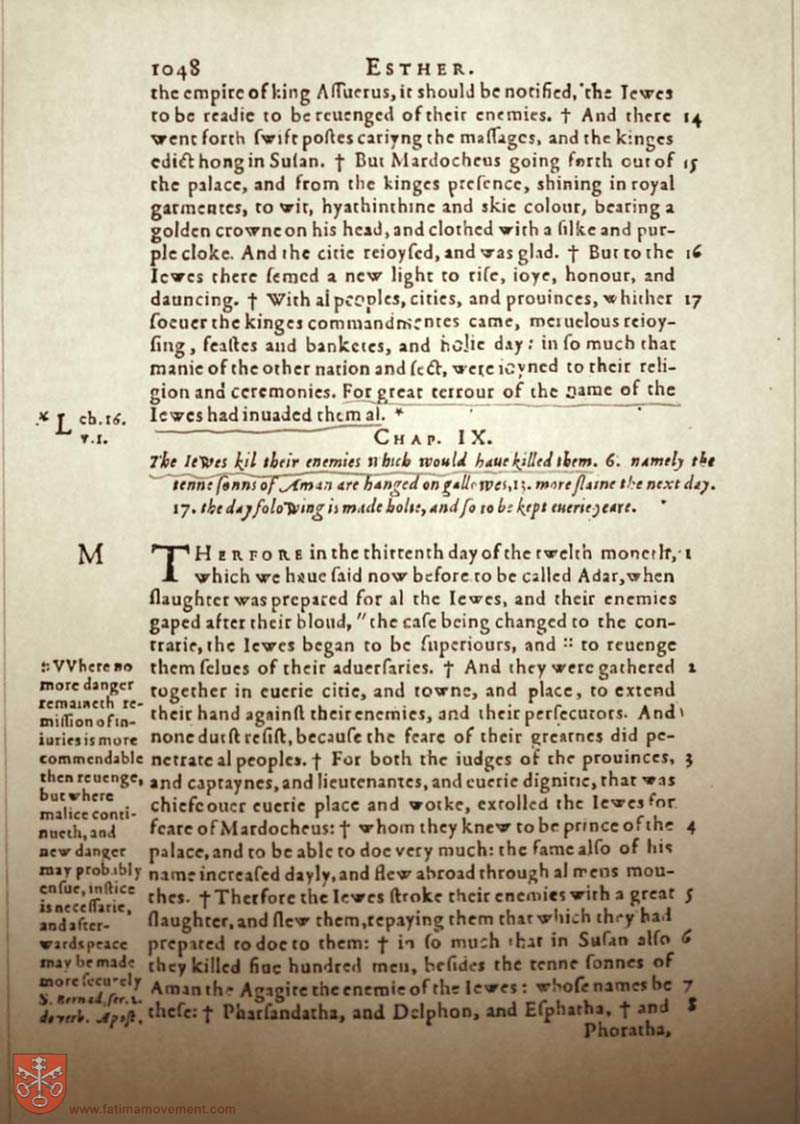 1048 ESTHER.
the empire of king Assuerus, it should be notified, the Iewes
to be readie to be reuenged of their enemies. † And there 14
went forth swift postes cariyng the massages, and the kinges
edict hong in Susan. † But Mardocheus going forth out of 15
the palace, and from the kinges presence, shining in royal
garmentes, to wit, hyathinthine and skie colour, bearing a
golden crowne on his head, and clothed with a silke and pur-
ple cloke. And the citie reioysed, and was glad. † But to the 16
Iewes there semed a new light to rise, ioye, honour, and
dauncing. † With al peoples, cities, and prouinces, whither 17
soeuer the kinges commandmentes came, meruelous reioy-
sing, feastes and banketes, and holie day: in so much that
manie of the other nation and sect, were ioyned to their reli-
gion and ceremonies. For great terrour of the name of the
Iewes had inuaded them al. *
* L ch. 16.
v. 1.
CHAP. IX.
The Iewes kil their enemies which would haue killed them. 6. namely the
tenne sonns of Aman are hanged on gallowes, 13. more slaine the next day.
17. the day folowing is made holie, and so to be kept euerie yeare.
M
THERFORE in the thirtenth day of the twelth moneth, 1
which we haue said now before to be called Adar, when
slaughter was prepared for al the Iewes, and their enemies
gaped after their bloud, "the case being changed to the con-
trarie, the Iewes began to be superiours, and :: to reuenge
them selues of their aduersaries. † And they were gathered 2
together in euerie citie, and towne, and place, to extend
their hand against their enemies, and their persecutors. And
none durst resist, because the feare of their greatnes did pe-
netrate al peoples. † For both the iudges of the prouinces, 3
and captaynes, and lieutenantes, and euerie dignitie, that was
chiefe ouer euerie place and worke, extolled the Iewes for
feare of Mardocheus: † whom they knew to be prince of the 4
palace, and to be able to doe very much: the fame also of his
name increased dayly, and flew abroad through al mens mou-
thes. † Therfore the Iewes stroke their enemies with a great 5
slaughter, and slew them, repaying them that which they had
prepared to doe to them: † in so much that in Susan also 6
they killed fiue hundred men, besides the tenne sonnes of
Aman the Agagite the enemie of the Iewes: whose names be 7
these: † Pharsandatha, and Delphon, and Esphatha, † and 8
Phoratha,
:: VVhere no
more danger
remaineth re-
mission of in-
iuries is more
commendable
then reuenge,
but where
malice conti-
nueth, and
new danger
may probably
ensue, iustice
is necessarie,
and after-
wards peace
may be made
more securely
S. Bernard, ser. 1.
de verb. Apost.
www.fatimamovement.com